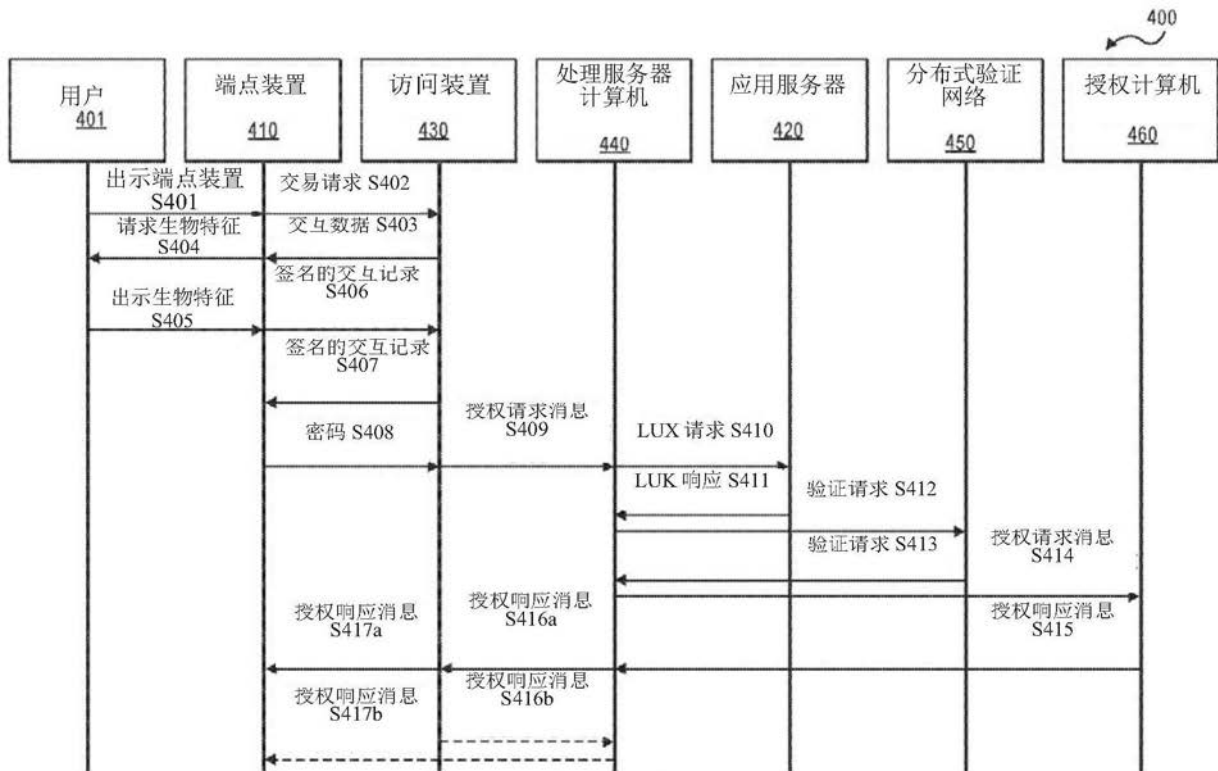 400
用户
401
端点装置
410
访问装置
430
处理服务器
计算机
440
应用服务器
420
分布式验证
网络
450
授权计算机
460
出示端点装置
S401
交易请求 S402
请求生物特征
S404
交互数据 S403
签名的交互记录
S406
出示生物特征
S405
签名的交互记录
S407
密码 S408
授权请求消息
S409
LUX 请求 S410
LUK 响应 S411
验证请求 S412
验证请求 S413
授权请求消息
S414
授权响应消息
S415
授权响应消息
S416a
授权响应消息
S417a
授权响应消息
S416b
授权响应消息
S417b